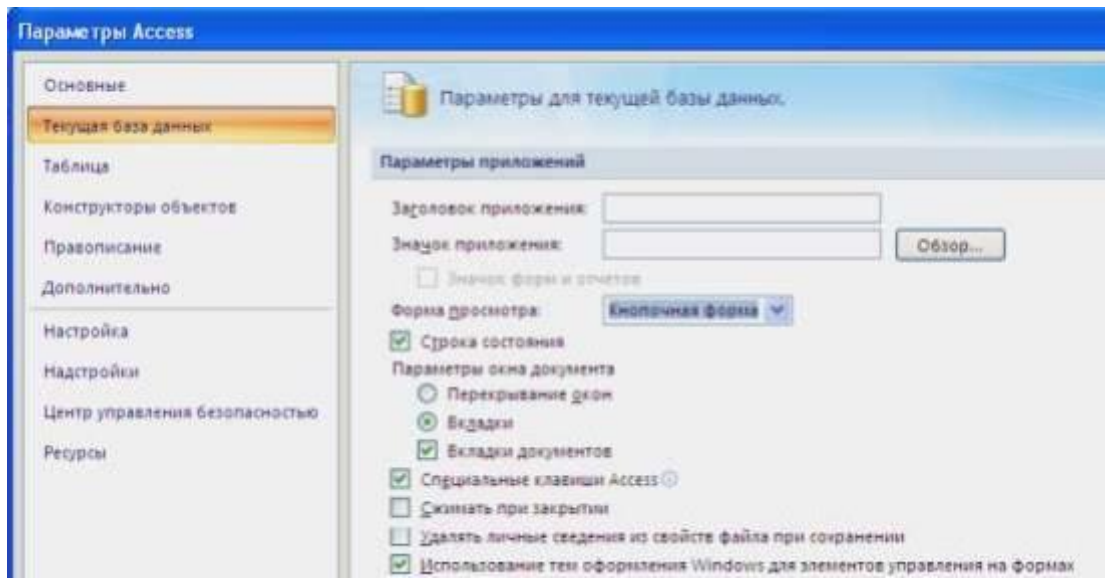 Параметры Access
Основные
Текущая база данных
Таблица
Конструкторы объектов
Правописание
Дополнительно
Настройка
Надстройки
Центр управления безопасностью
Ресурсы
Параметры для текущей базы данных.
Параметры приложений
Заголовок приложения:
Значок приложения:
Обзор...
Значок форм и отчетов
Форма просмотра:
Кнопочная форма
Строка состояния
Параметры окна документа
Перекрывание окон
Вкладки
Вкладки документов
Специальные клавиши Access
Сжимать при закрытии
Удалять личные сведения из свойств файла при сохранении
Использование тем оформления Windows для элементов управления на формах